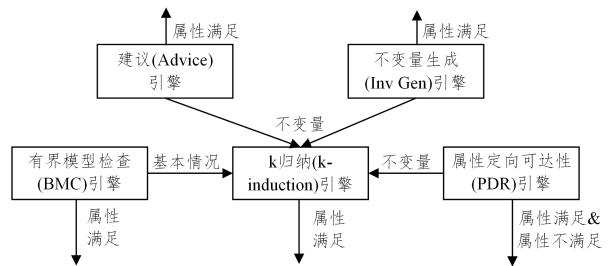 属性满足
属性满足
建议(Advice)
引擎
不变量生成
(Inv Gen)引擎
不变量
有界模型检查
(BMC)引擎
基本情况
k归纳(k-
induction)引擎
不变量
属性定向可达性
(PDR)引擎
属性
满足
属性
满足
属性满足&
属性不满足